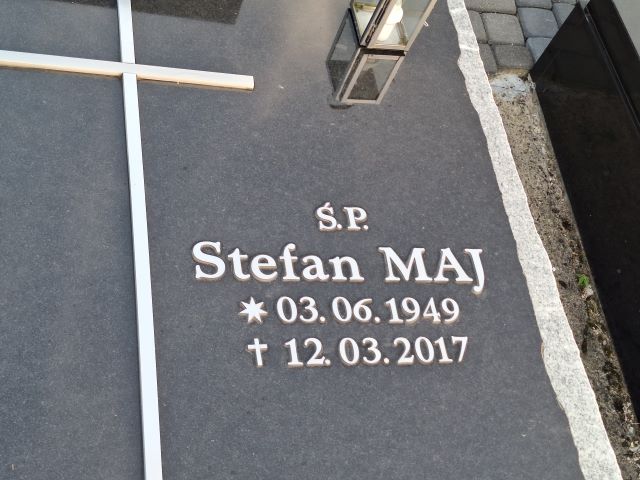 Ś.P.
Stefan MAJ
* 03.06.1949
† 12.03.2017